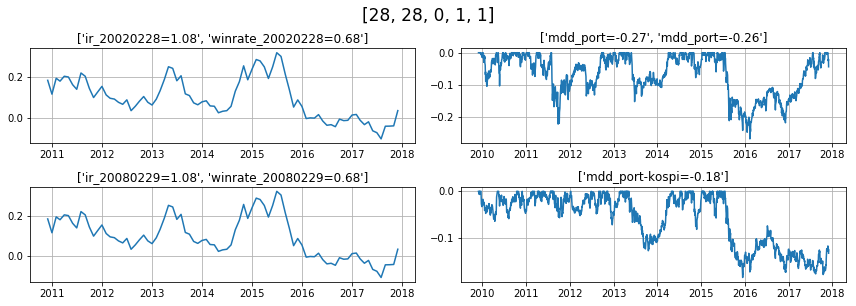 [28, 28, 0, 1, 1]
['ir_20020228=1.08', 'winrate_20020228=0.68']
0.2
0.0
2011 2012 2013 2014 2015 2016 2017 2018
['mdd_port=-0.27', 'mdd_port=-0.26']
0.0
−0.1
−0.2
2010 2011 2012 2013 2014 2015 2016 2017 2018
['ir_20080229=1.08', 'winrate_20080229=0.68']
0.2
0.0
2011 2012 2013 2014 2015 2016 2017 2018
['mdd_port-kospi=-0.18']
0.0
−0.1
2010 2011 2012 2013 2014 2015 2016 2017 2018